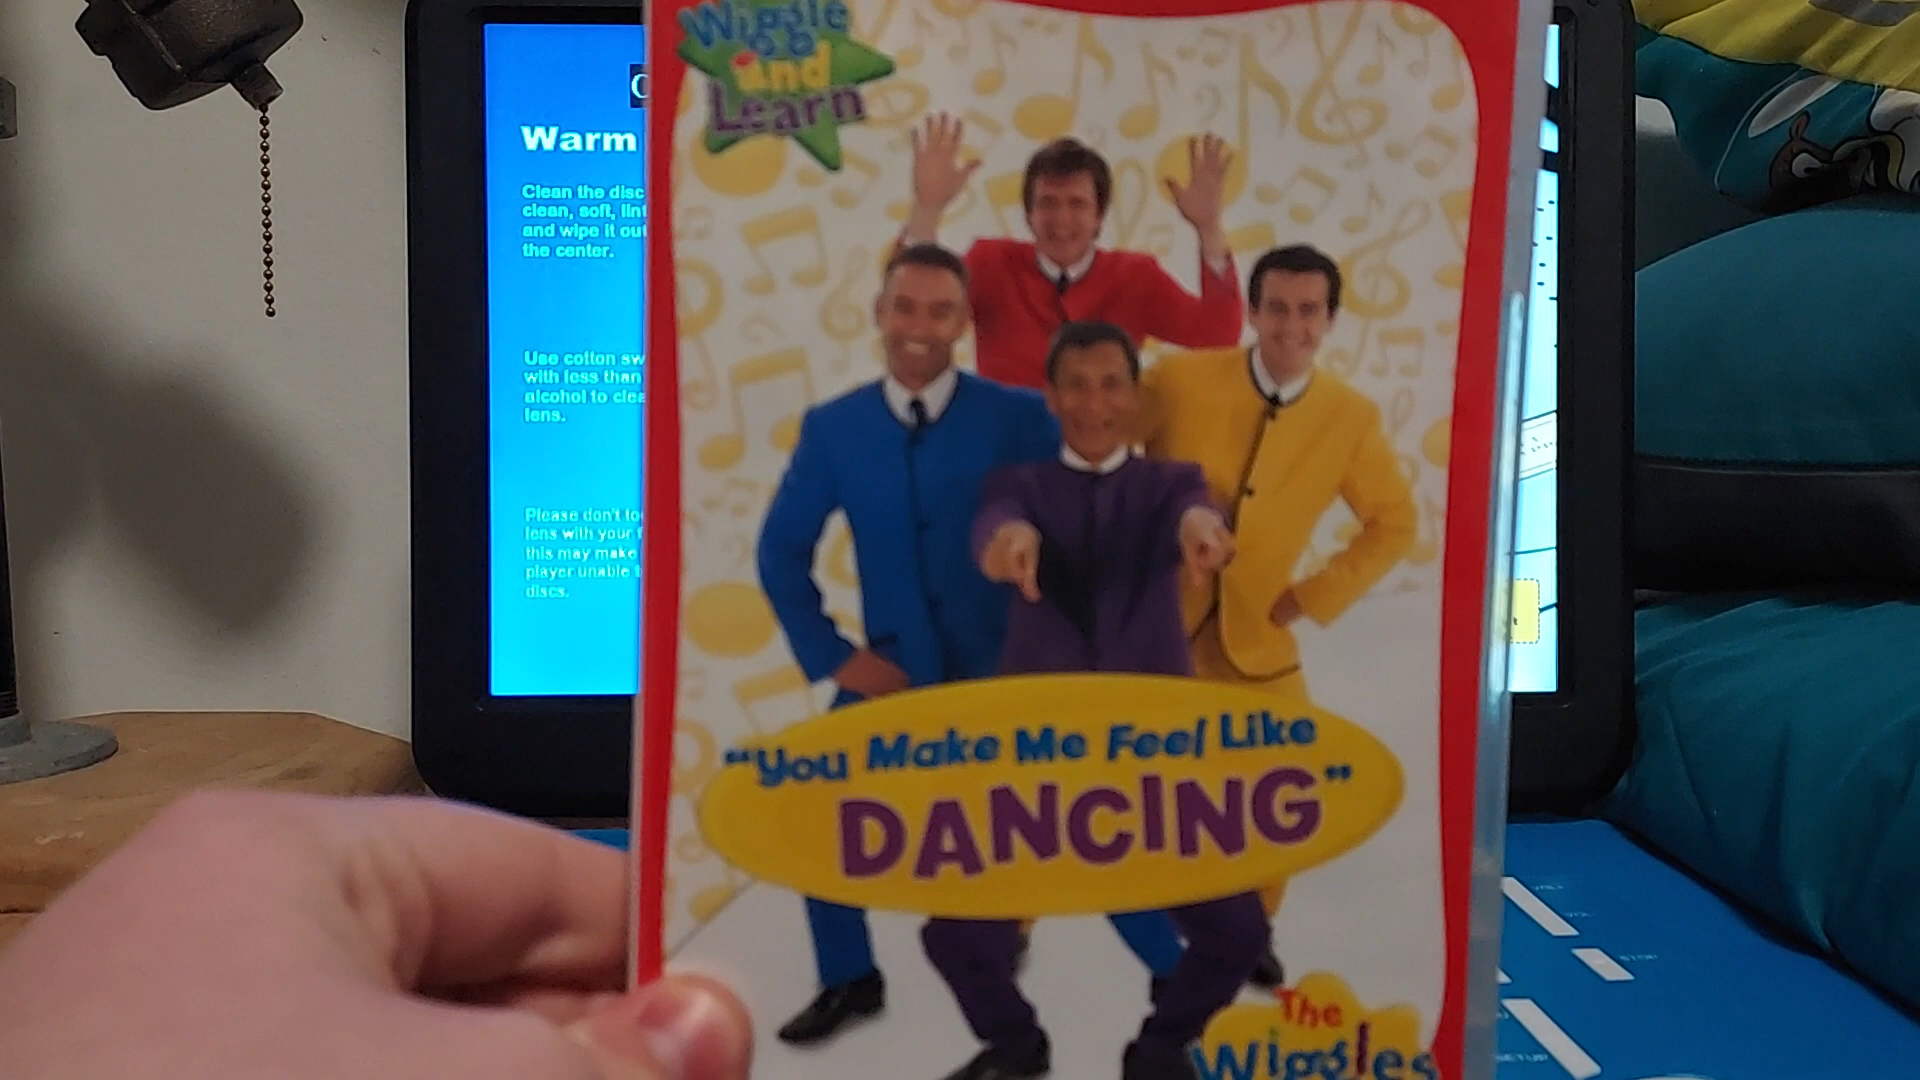 Wiggle
and
Learn
Warm
Clean the disc
clean, soft, lint
and wipe it out
the center.
Use cotton sw
with less than
alcohol to clea
lens.
Please don't to
lens with your f
this may make
player unable t
discs.
"You Make Me Feel Like
DANCING"
The
Wiggles